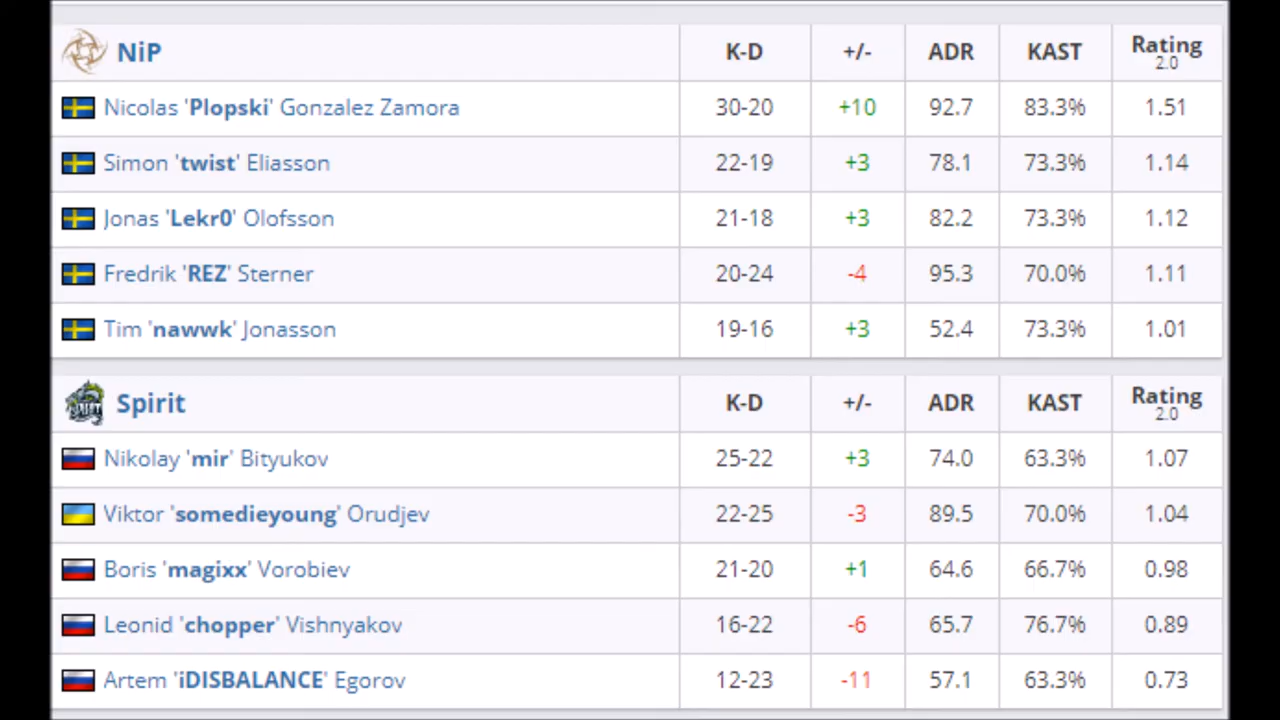 NiP K-D +/- ADR KAST Rating 2.0
Nicolas 'Plopski' Gonzalez Zamora 30-20 +10 92.7 83.3% 1.51
Simon 'twist' Eliasson 22-19 +3 78.1 73.3% 1.14
Jonas 'Lekr0' Olofsson 21-18 +3 82.2 73.3% 1.12
Fredrik 'REZ' Sterner 20-24 -4 95.3 70.0% 1.11
Tim 'nawwk' Jonasson 19-16 +3 52.4 73.3% 1.01
Spirit K-D +/- ADR KAST Rating 2.0
Nikolay 'mir' Bityukov 25-22 +3 74.0 63.3% 1.07
Viktor 'somedieyoung' Orudjev 22-25 -3 89.5 70.0% 1.04
Boris 'magixx' Vorobiev 21-20 +1 64.6 66.7% 0.98
Leonid 'chopper' Vishnyakov 16-22 -6 65.7 76.7% 0.89
Artem 'iDISBALANCE' Egorov 12-23 -11 57.1 63.3% 0.73